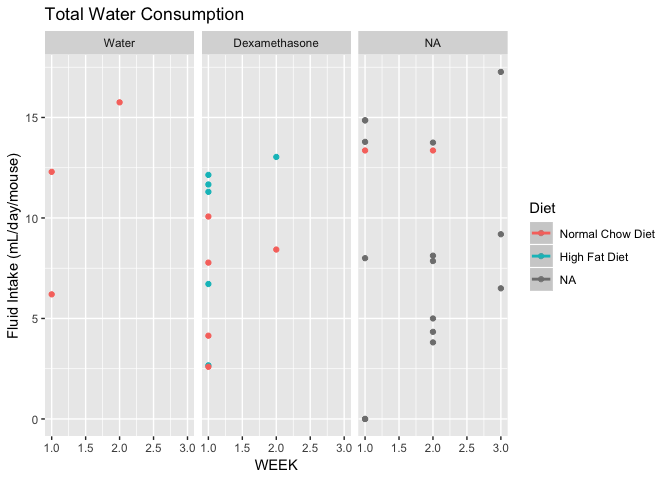 Total Water Consumption
Water Dexamethasone NA
15
10
5
0
Fluid Intake (mL/day/mouse)
1.0 1.5 2.0 2.5 3.0 1.0 1.5 2.0 2.5 3.0 1.0 1.5 2.0 2.5 3.0
WEEK
Diet
Normal Chow Diet
High Fat Diet
NA